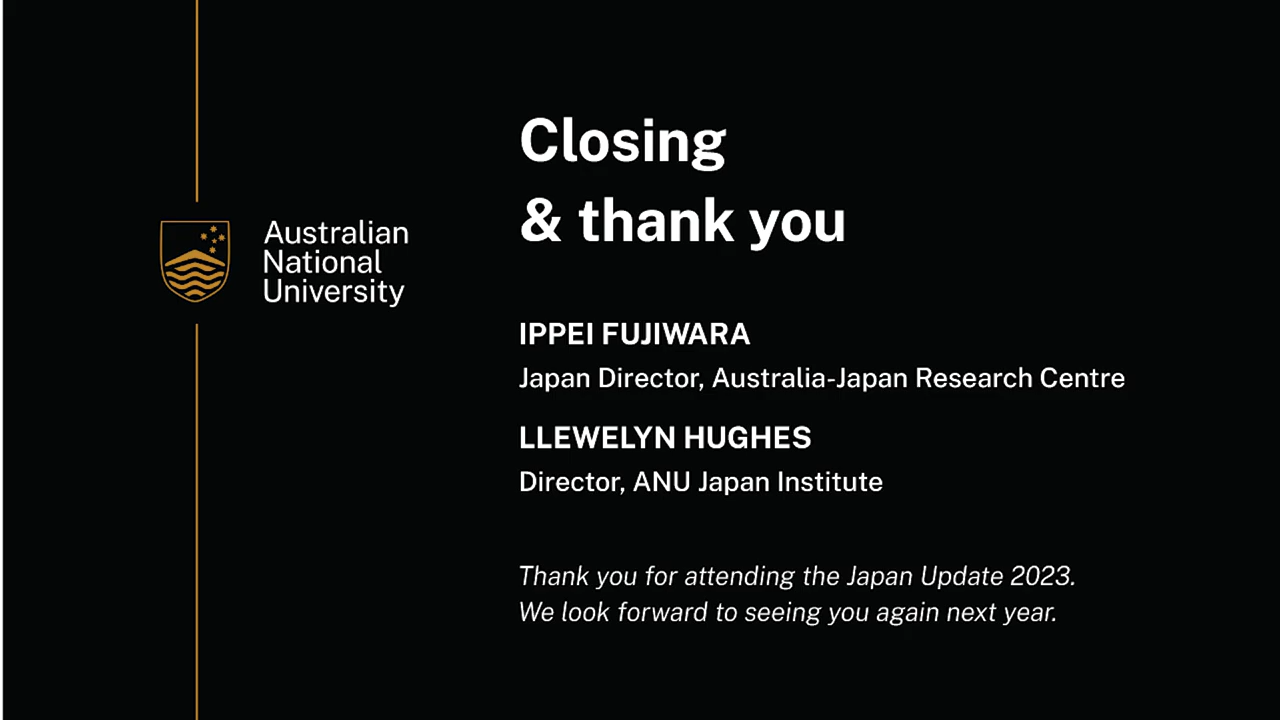 Australian
National
University
Closing
& thank you
IPPEI FUJIWARA
Japan Director, Australia-Japan Research Centre
LLEWELYN HUGHES
Director, ANU Japan Institute
Thank you for attending the Japan Update 2023.
We look forward to seeing you again next year.